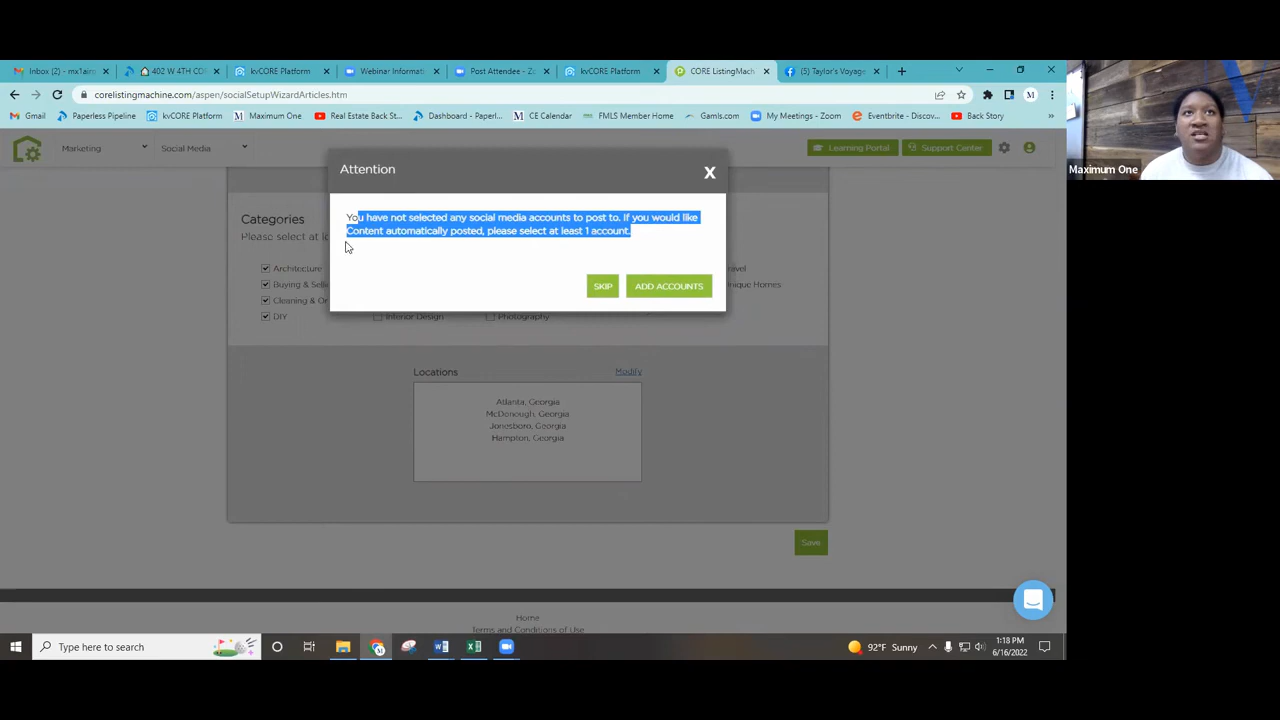 Inbox (2) - mx1airp
402 W 4TH CO
kvCORE Platform
Webinar Informati
Post Attendee - Zo
kvCORE Platform
CORE ListingMach
(5) Taylor's Voyage
corelistingmachine.com/aspen/socialSetupWizardArticles.htm
M
Gmail
Paperless Pipeline
kvCORE Platform
Maximum One
Real Estate Back St...
Dashboard - Paperl...
CE Calendar
FMLS Member Home
Gamls.com
My Meetings - Zoom
Eventbrite - Discov...
Back Story
»
Marketing
Social Media
Learning Portal
Support Center
Maximum One
Attention
X
You have not selected any social media accounts to post to. If you would like
Content automatically posted, please select at least 1 account.
SKIP
ADD ACCOUNTS
Categories
Please select at le
Architecture
Buying & Selli
Cleaning & Or
DIY
Interior Design
Photography
ravel
nique Homes
Locations
Modify
Atlanta, Georgia
McDonough, Georgia
Jonesboro, Georgia
Hampton, Georgia
Save
Home
Terms and Conditions of Use
Type here to search
92°F Sunny
1:18 PM
6/16/2022